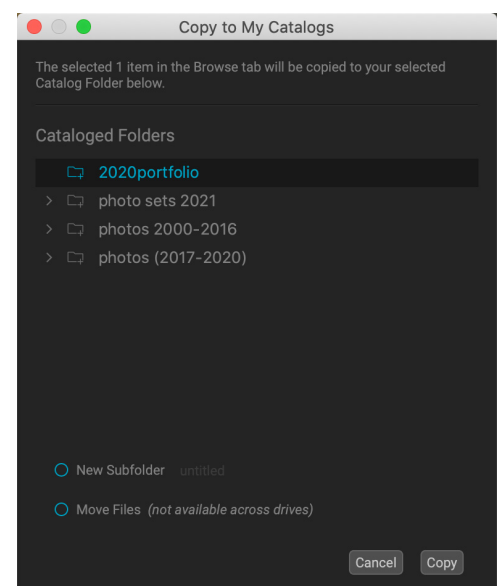 Copy to My Catalogs
The selected 1 item in the Browse tab will be copied to your selected
Catalog Folder below.
Cataloged Folders
2020portfolio
photo sets 2021
photos 2000-2016
photos (2017-2020)
New Subfolder untitled
Move Files (not available across drives)
Cancel Copy